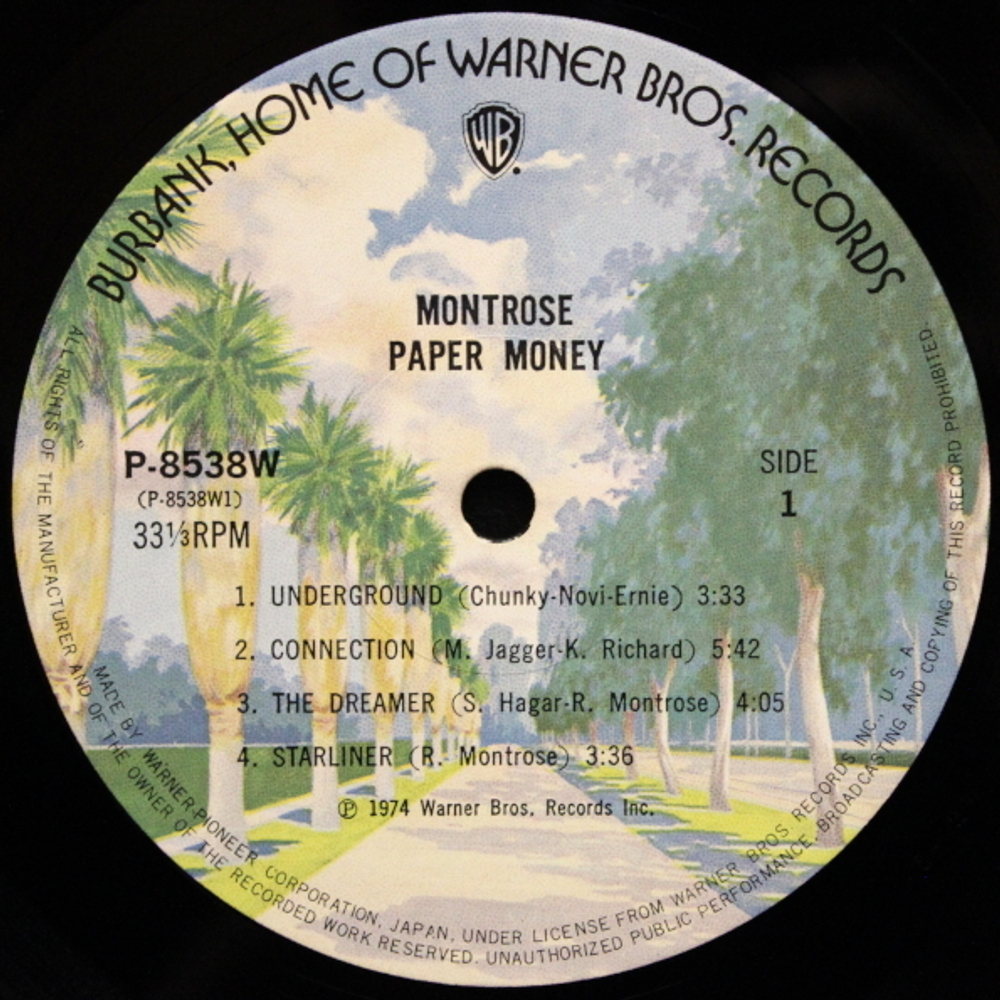 BURBANK, HOME OF WARNER BROS. RECORDS
WB
MONTROSE
PAPER MONEY
P-8538W
(P-8538W1)
33⅓RPM
SIDE
1
1. UNDERGROUND (Chunky-Novi-Ernie) 3:33
2. CONNECTION (M. Jagger-K. Richard) 5:42
3. THE DREAMER (S. Hagar-R. Montrose) 4:05
4. STARLINER (R. Montrose) 3:36
Ⓟ 1974 Warner Bros. Records Inc.
MADE BY WARNER-PIONEER CORPORATION, JAPAN, UNDER LICENSE FROM WARNER BROS RECORDS INC., U. S. A.
ALL RIGHTS OF THE MANUFACTURER AND OF THE OWNER OF THE RECORDED WORK RESERVED. UNAUTHORIZED PUBLIC PERFORMANCE, BROADCASTING AND COPYING OF THIS RECORD PROHIBITED.